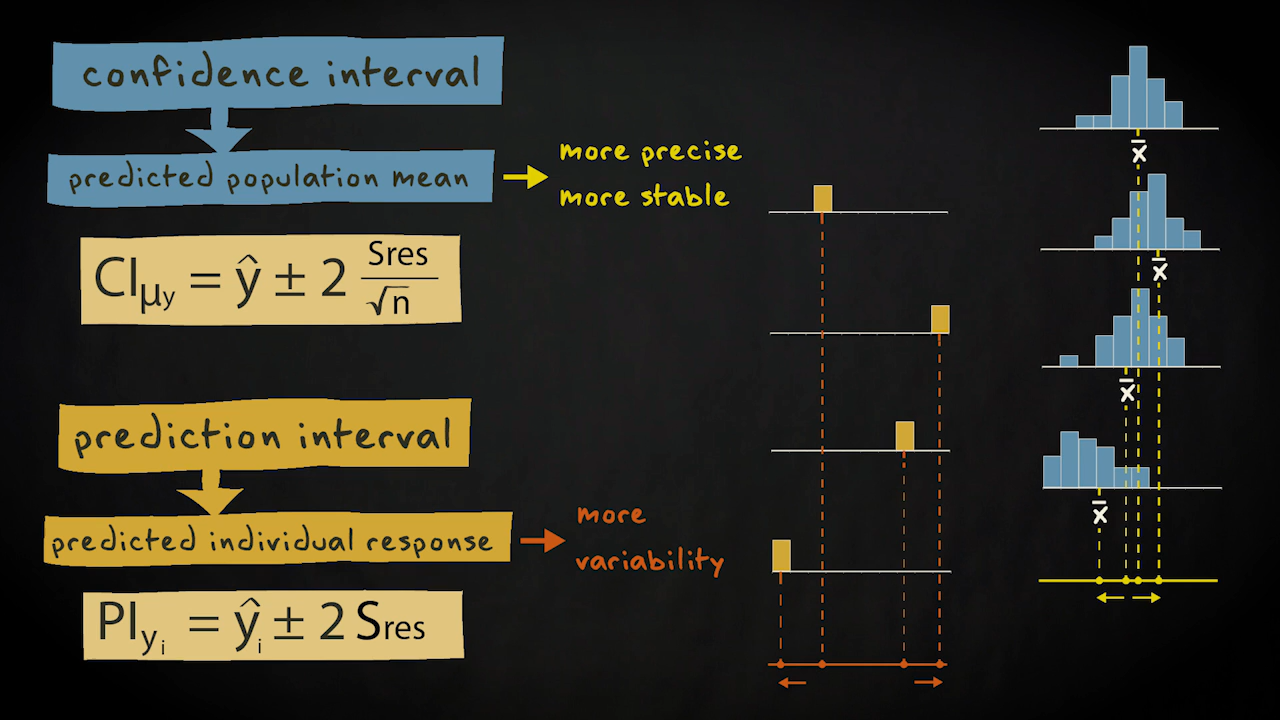 confidence interval
predicted population mean
more precise
more stable
CIμy = ŷ ± 2 Sres/√n
prediction interval
predicted individual response
more
variability
PIyi = ŷi ± 2 Sres
x̄
x̄
x̄
x̄